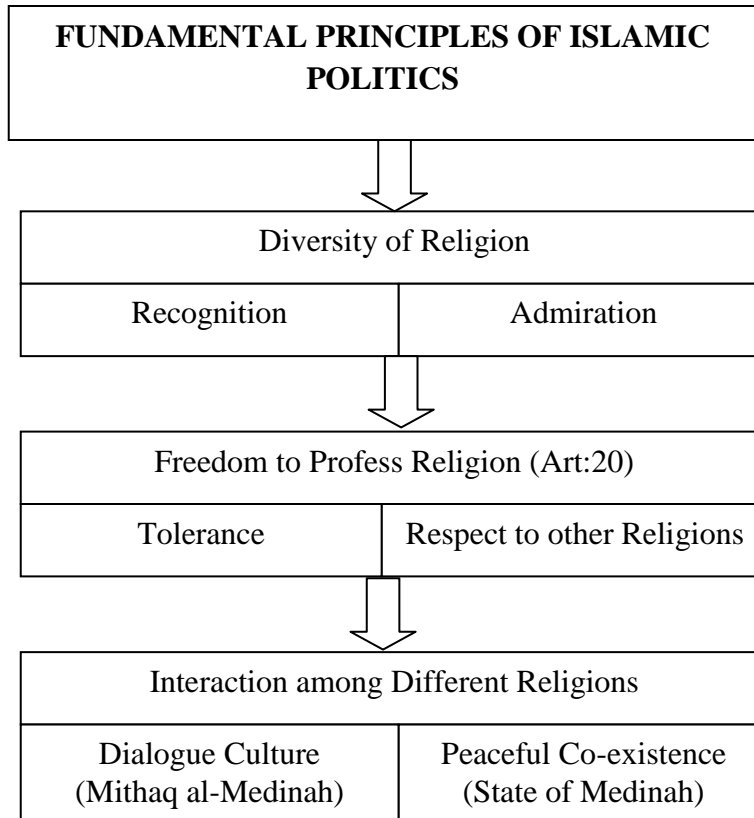 FUNDAMENTAL PRINCIPLES OF ISLAMIC
POLITICS
Diversity of Religion
Recognition
Admiration
Freedom to Profess Religion (Art:20)
Tolerance
Respect to other Religions
Interaction among Different Religions
Dialogue Culture
(Mithaq al-Medinah)
Peaceful Co-existence
(State of Medinah)